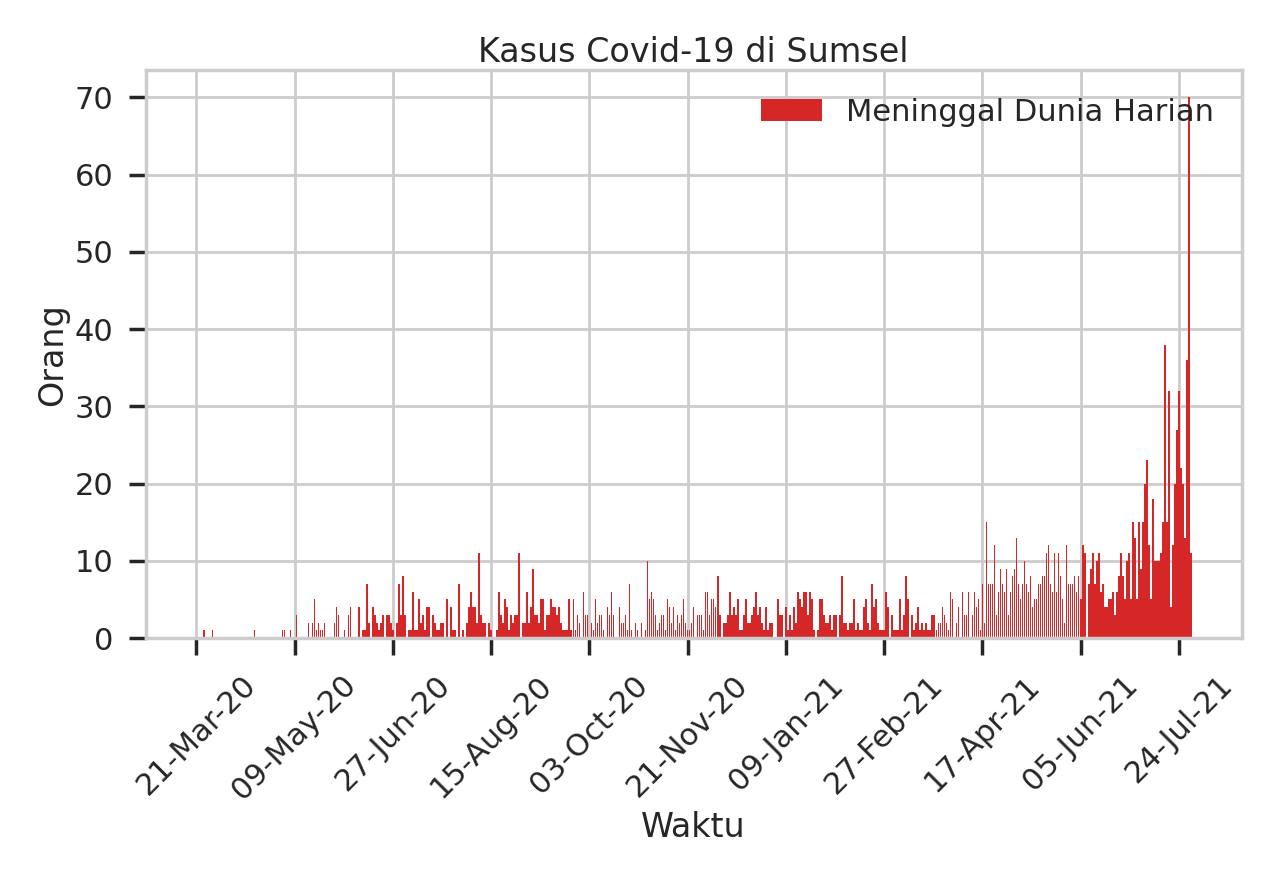 Kasus Covid-19 di Sumsel
Meninggal Dunia Harian
Orang
70
60
50
40
30
20
10
0
21-Mar-20
09-May-20
27-Jun-20
15-Aug-20
03-Oct-20
21-Nov-20
09-Jan-21
27-Feb-21
17-Apr-21
05-Jun-21
24-Jul-21
Waktu